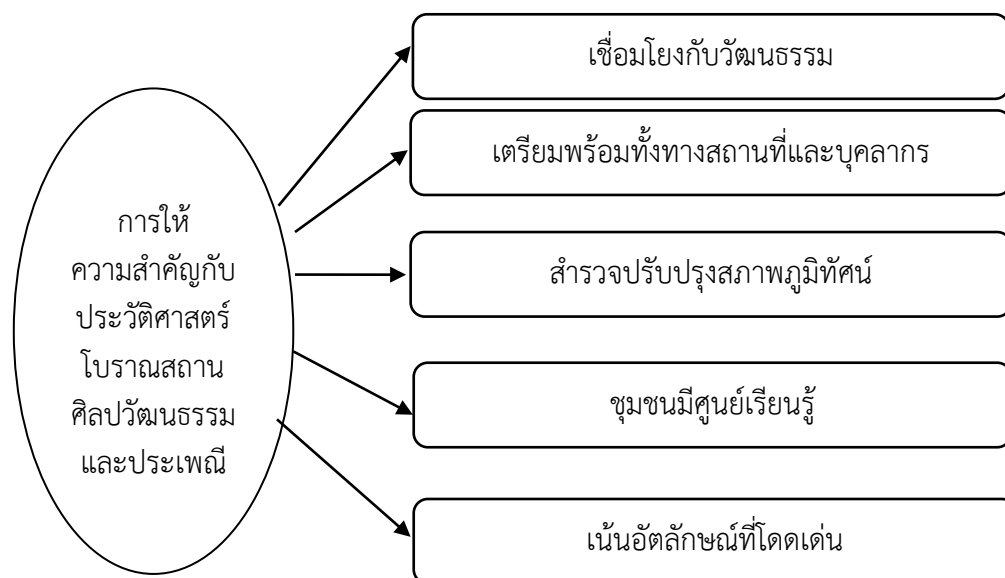 การให้
ความสำคัญกับ
ประวัติศาสตร์
โบราณสถาน
ศิลปวัฒนธรรม
และประเพณี
เชื่อมโยงกับวัฒนธรรม
เตรียมพร้อมทั้งทางสถานที่และบุคลากร
สำรวจปรับปรุงสภาพภูมิทัศน์
ชุมชนมีศูนย์เรียนรู้
เน้นอัตลักษณ์ที่โดดเด่น